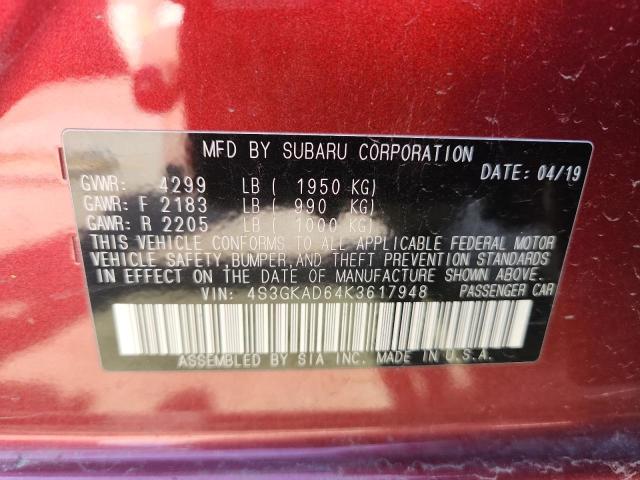 MFD BY SUBARU CORPORATION
DATE: 04/19
GVWR: 4299 LB ( 1950 KG)
GAWR: F 2183 LB ( 990 KG)
GAWR: R 2205 LB ( 1000 KG)
THIS VEHICLE CONFORMS TO ALL APPLICABLE FEDERAL MOTOR
VEHICLE SAFETY, BUMPER, AND THEFT PREVENTION STANDARDS
IN EFFECT ON THE DATE OF MANUFACTURE SHOWN ABOVE.
VIN: 4S3GKAD64K3617948 PASSENGER CAR
ASSEMBLED BY SIA INC. MADE IN U.S.A.